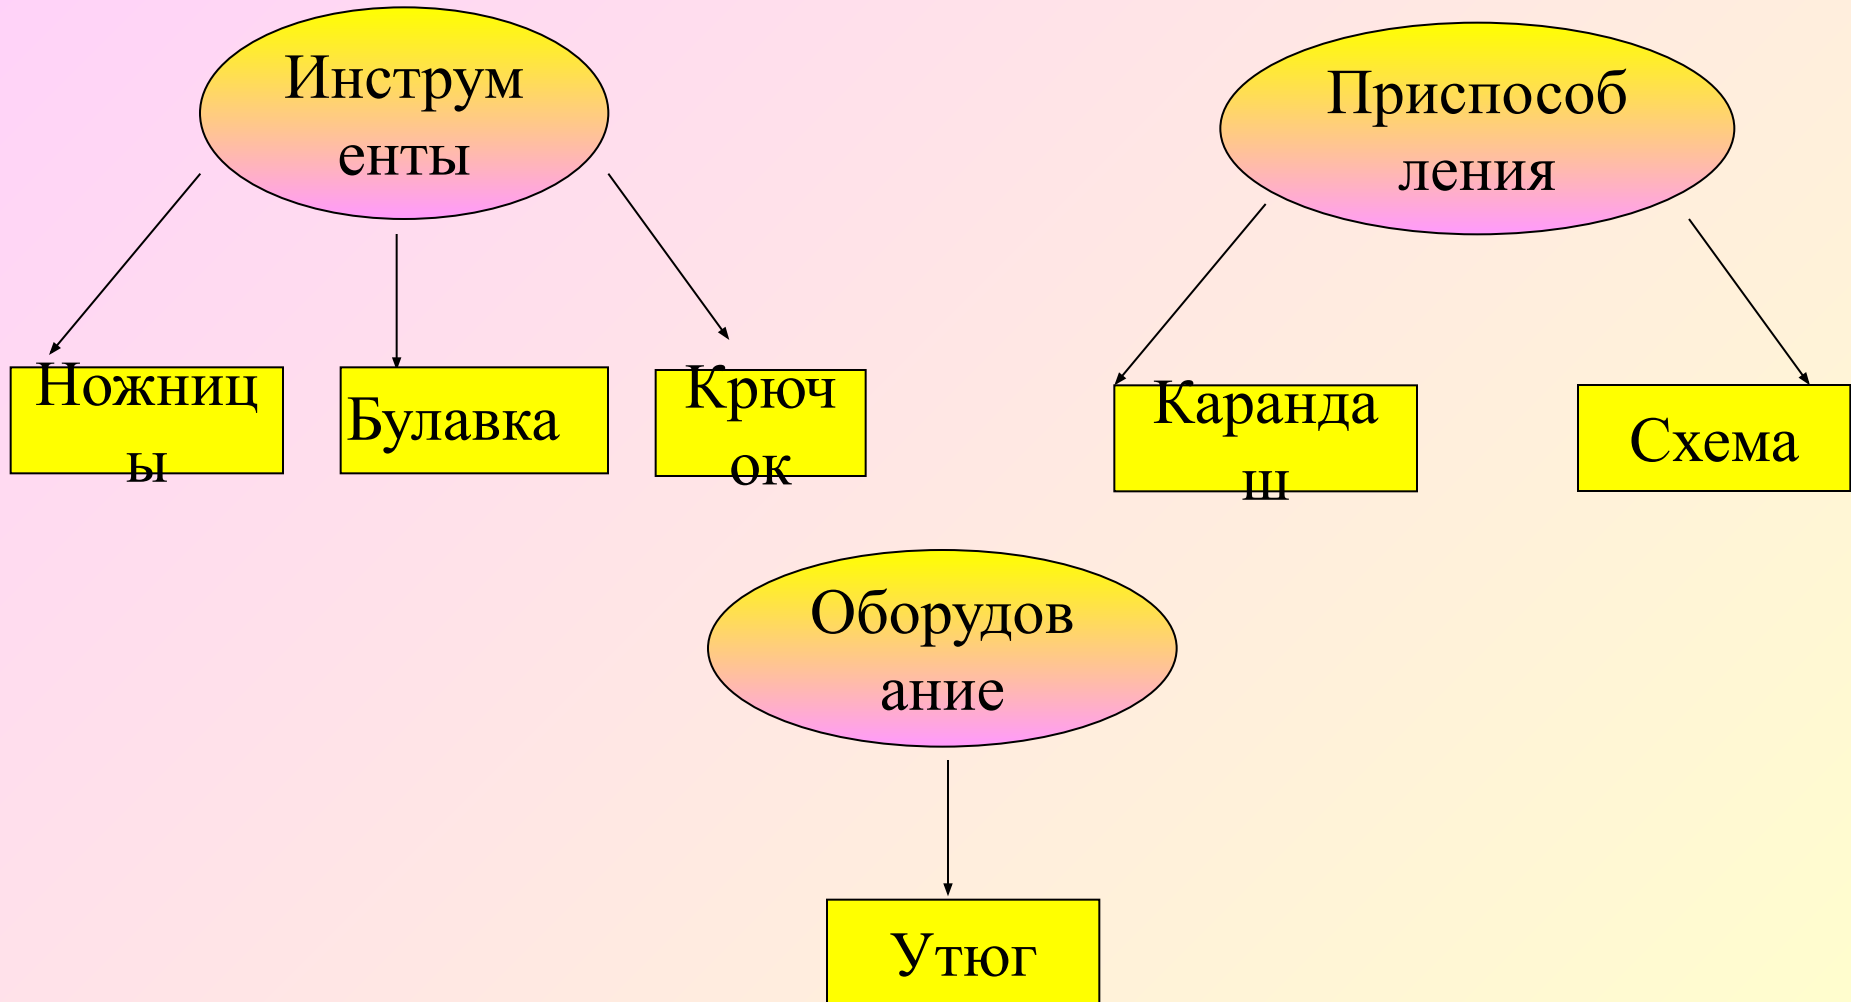 Инструм
енты
Приспособ
ления
Ножниц
ы
Булавка
Крюч
ок
Каранда
ш
Схема
Оборудов
ание
Утюг